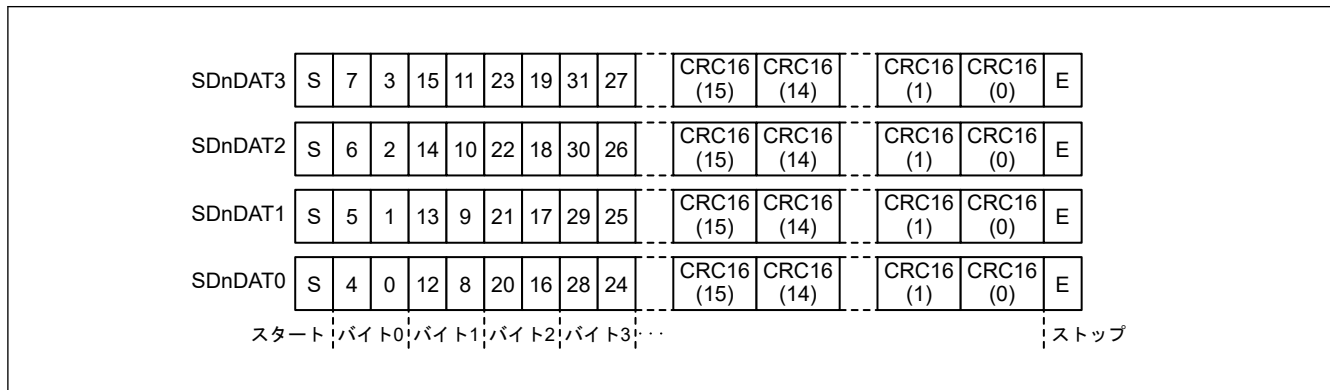 SDnDAT3 S 7 3 15 11 23 19 31 27 CRC16 (15) CRC16 (14) CRC16 (1) CRC16 (0) E
SDnDAT2 S 6 2 14 10 22 18 30 26 CRC16 (15) CRC16 (14) CRC16 (1) CRC16 (0) E
SDnDAT1 S 5 1 13 9 21 17 29 25 CRC16 (15) CRC16 (14) CRC16 (1) CRC16 (0) E
SDnDAT0 S 4 0 12 8 20 16 28 24 CRC16 (15) CRC16 (14) CRC16 (1) CRC16 (0) E
スタート バイト0 バイト1 バイト2 バイト3 ･･･ ストップ